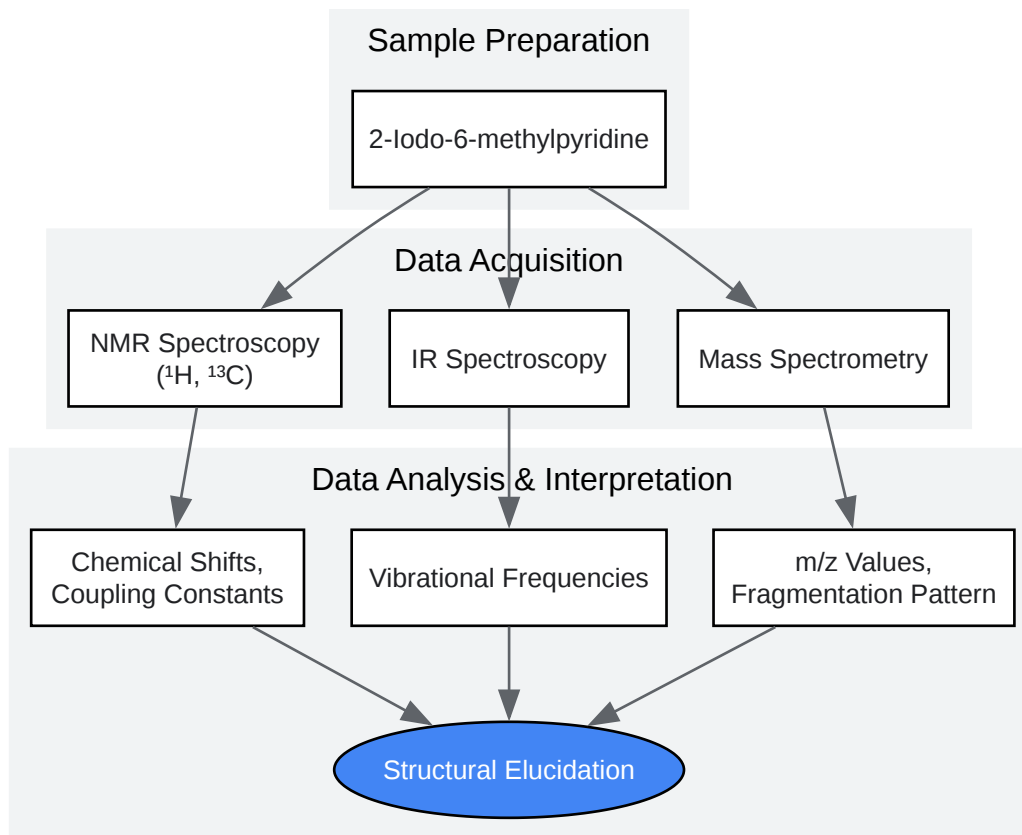 Sample Preparation
2-Iodo-6-methylpyridine
Data Acquisition
NMR Spectroscopy
(¹H, ¹³C)
IR Spectroscopy
Mass Spectrometry
Data Analysis & Interpretation
Chemical Shifts,
Coupling Constants
Vibrational Frequencies
m/z Values,
Fragmentation Pattern
Structural Elucidation